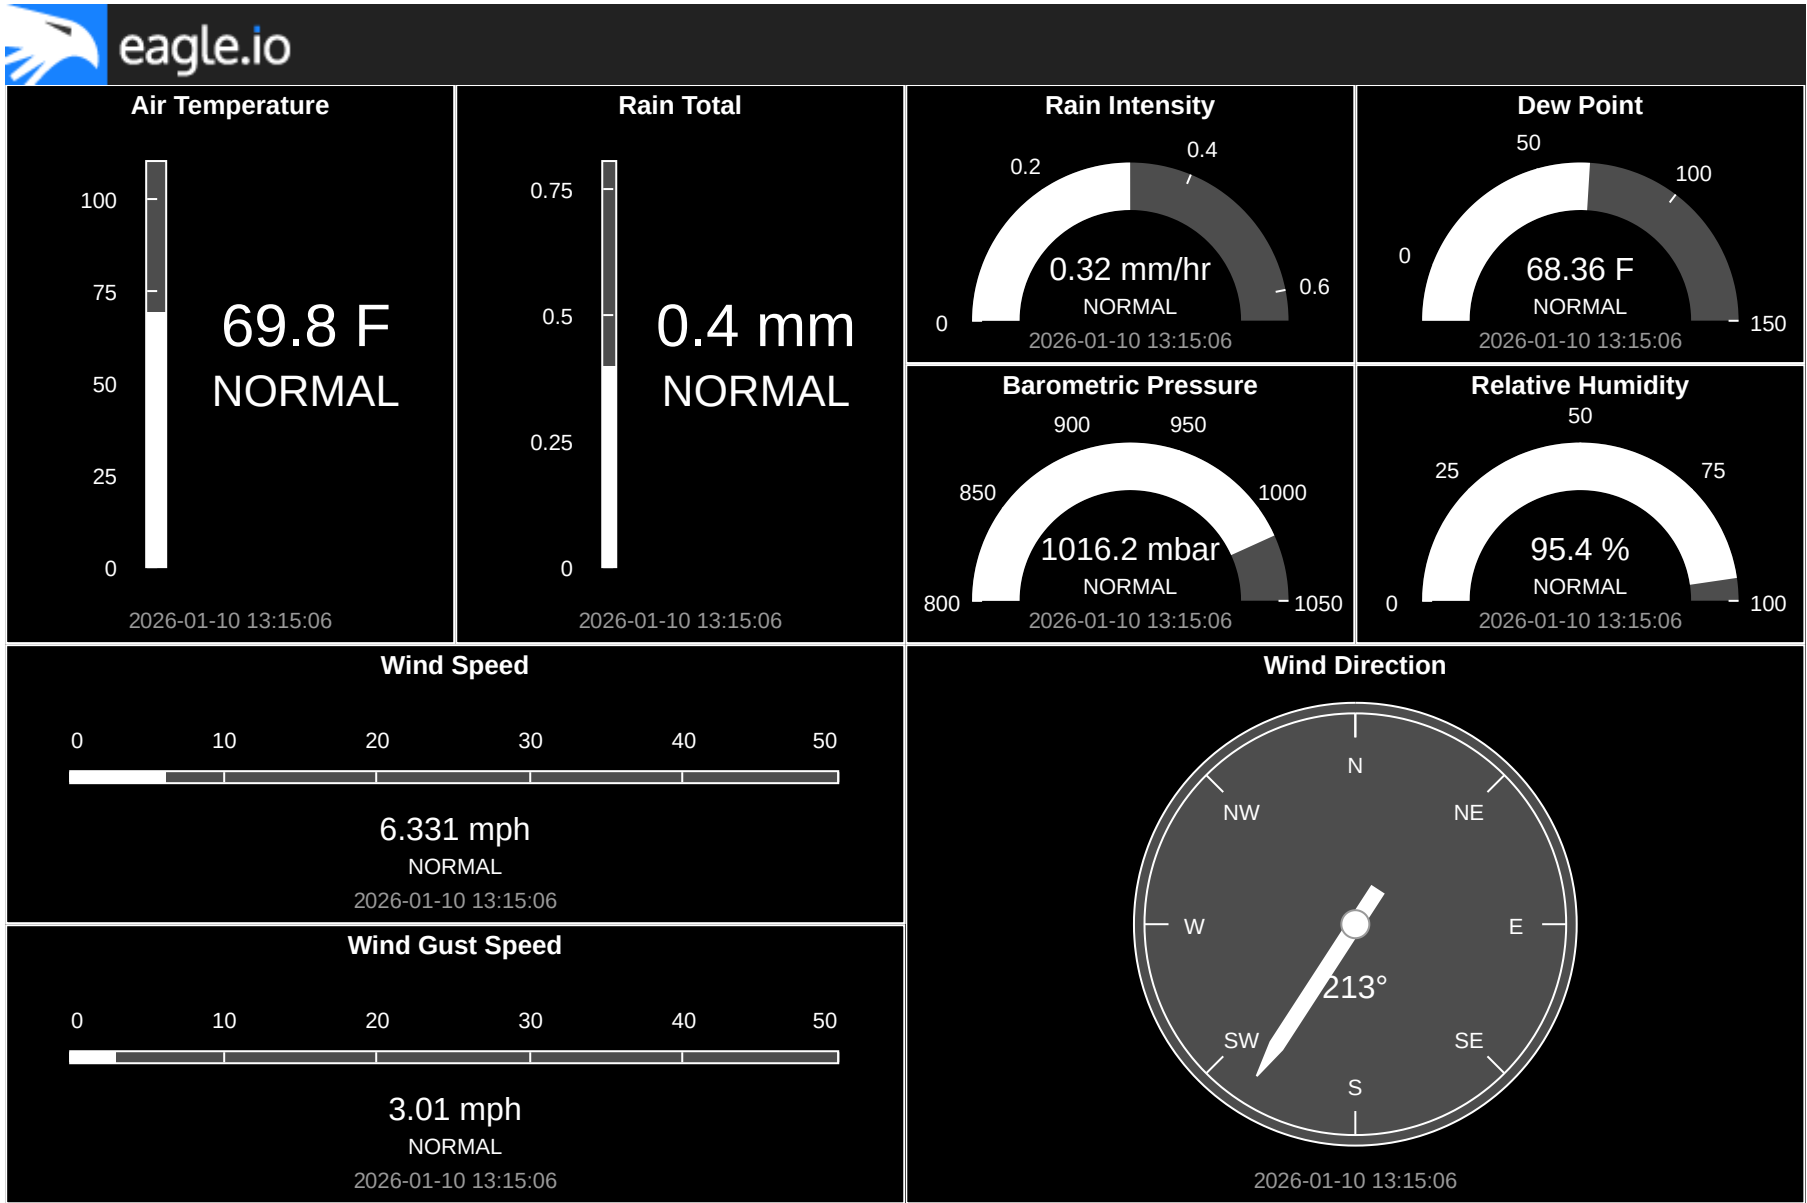 eagle.io
Air Temperature
100
75
50
25
0
69.8 F
NORMAL
2026-01-10 13:15:06
Rain Total
0.75
0.5
0.25
0
0.4 mm
NORMAL
2026-01-10 13:15:06
Rain Intensity
0
0.2
0.4
0.6
0.32 mm/hr
NORMAL
2026-01-10 13:15:06
Dew Point
0
50
100
150
68.36 F
NORMAL
2026-01-10 13:15:06
Barometric Pressure
800
850
900
950
1000
1050
1016.2 mbar
NORMAL
2026-01-10 13:15:06
Relative Humidity
0
25
50
75
100
95.4 %
NORMAL
2026-01-10 13:15:06
Wind Speed
0 10 20 30 40 50
6.331 mph
NORMAL
2026-01-10 13:15:06
Wind Gust Speed
0 10 20 30 40 50
3.01 mph
NORMAL
2026-01-10 13:15:06
Wind Direction
N
NW NE
W E
213°
SW SE
S
2026-01-10 13:15:06